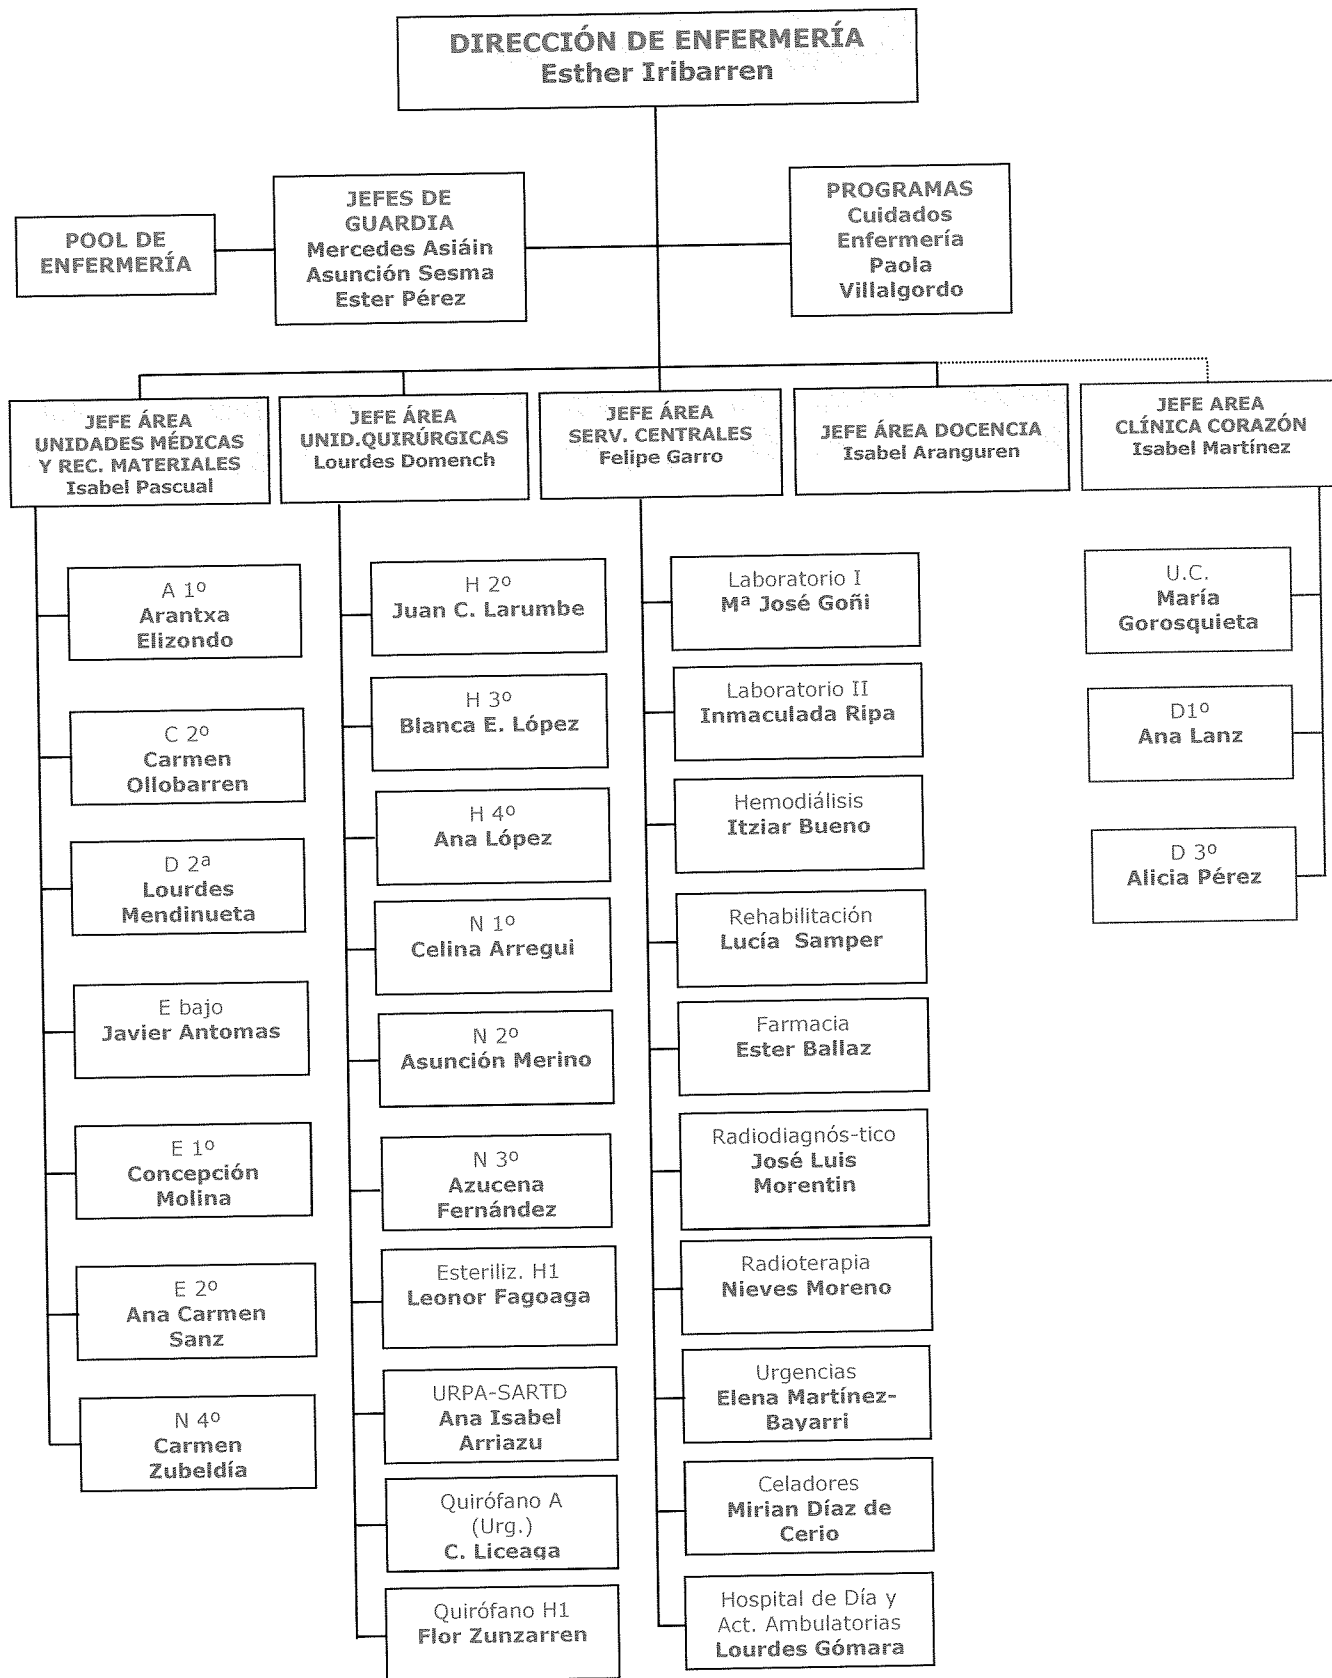 DIRECCIÓN DE ENFERMERÍA
Esther Iribarren
POOL DE
ENFERMERÍA
JEFES DE
GUARDIA
Mercedes Asiáin
Asunción Sesma
Ester Pérez
PROGRAMAS
Cuidados
Enfermería
Paola
Villalgordo
JEFE ÁREA
UNIDADES MÉDICAS
Y REC. MATERIALES
Isabel Pascual
JEFE ÁREA
UNID.QUIRÚRGICAS
Lourdes Domench
JEFE ÁREA
SERV. CENTRALES
Felipe Garro
JEFE ÁREA DOCENCIA
Isabel Aranguren
JEFE AREA
CLÍNICA CORAZÓN
Isabel Martínez
A 1º
Arantxa
Elizondo
C 2º
Carmen
Ollobarren
D 2ª
Lourdes
Mendinueta
E bajo
Javier Antomas
E 1º
Concepción
Molina
E 2º
Ana Carmen
Sanz
N 4º
Carmen
Zubeldía
H 2º
Juan C. Larumbe
H 3º
Blanca E. López
H 4º
Ana López
N 1º
Celina Arregui
N 2º
Asunción Merino
N 3º
Azucena
Fernández
Esteriliz. H1
Leonor Fagoaga
URPA-SARTD
Ana Isabel
Arriazu
Quirófano A
(Urg.)
C. Liceaga
Quirófano H1
Flor Zunzarren
Laboratorio I
Mª José Goñi
Laboratorio II
Inmaculada Ripa
Hemodiálisis
Itziar Bueno
Rehabilitación
Lucía Samper
Farmacia
Ester Ballaz
Radiodiagnós-tico
José Luis
Morentin
Radioterapia
Nieves Moreno
Urgencias
Elena Martínez-
Bayarri
Celadores
Mirian Díaz de
Cerio
Hospital de Día y
Act. Ambulatorias
Lourdes Gómara
U.C.
María
Gorosquieta
D1º
Ana Lanz
D 3º
Alicia Pérez